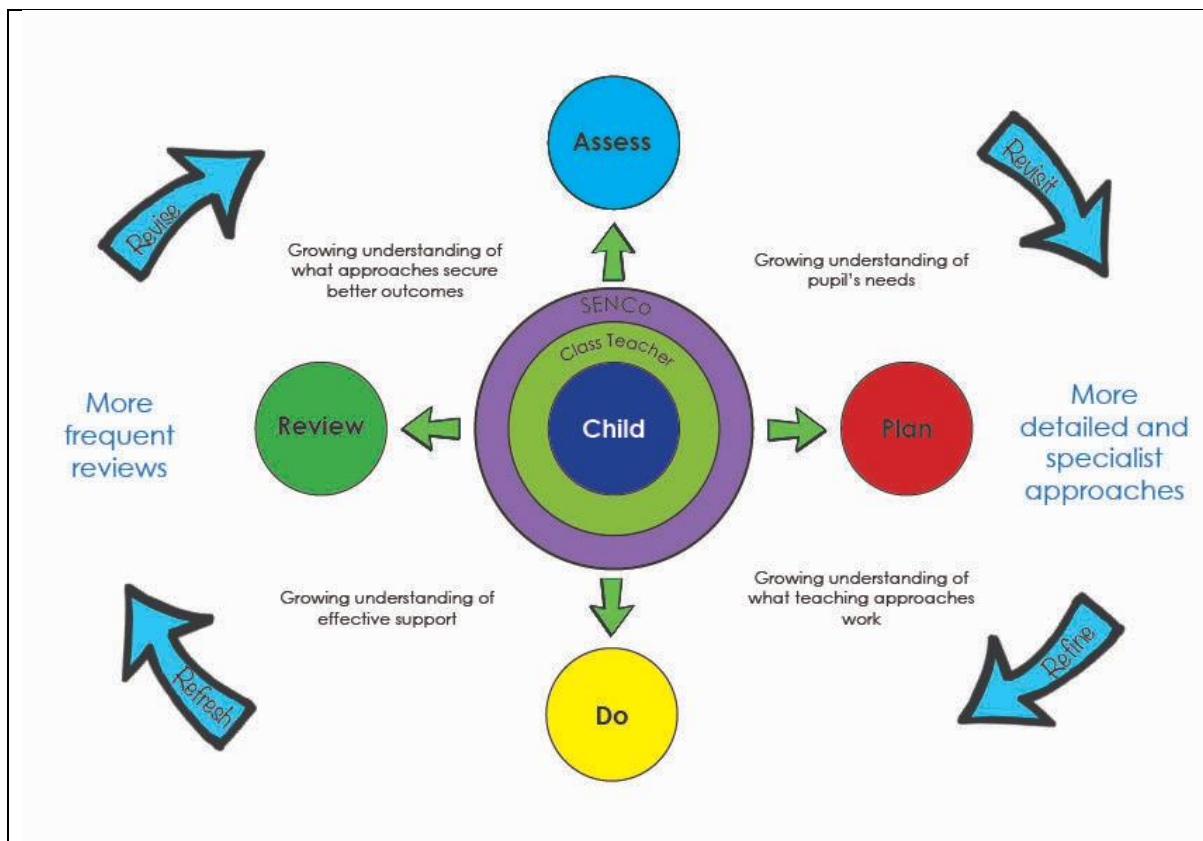 Assess
Revise
Revisit
Growing understanding of
what approaches secure
better outcomes
Growing understanding of
pupil's needs
SENCo
Class Teacher
Child
Review
Plan
More
frequent
reviews
More
detailed and
specialist
approaches
Growing understanding of
effective support
Growing understanding of
what teaching approaches
work
Refresh
Refine
Do